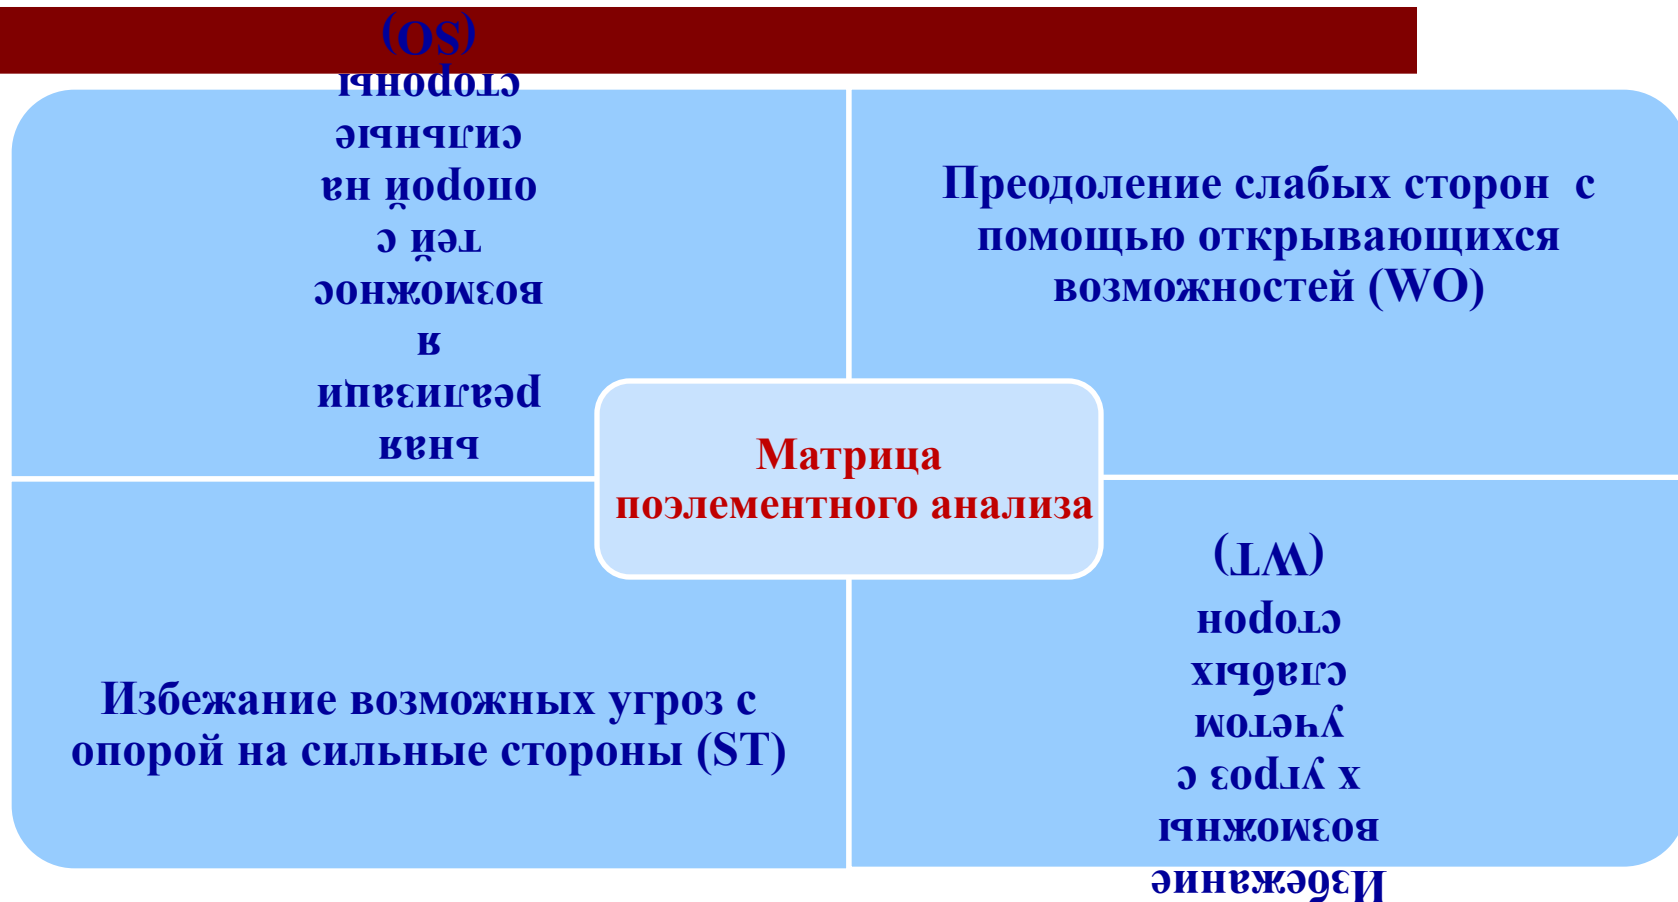 ьная
реализаци
я
возможнос
тей с
опорой на
сильные
стороны
(SO)
Преодоление слабых сторон с
помощью открывающихся
возможностей (WO)
Матрица
поэлементного анализа
Избежание возможных угроз с
опорой на сильные стороны (ST)
Избежание
возможны
х угроз с
учетом
слабых
сторон
(WT)